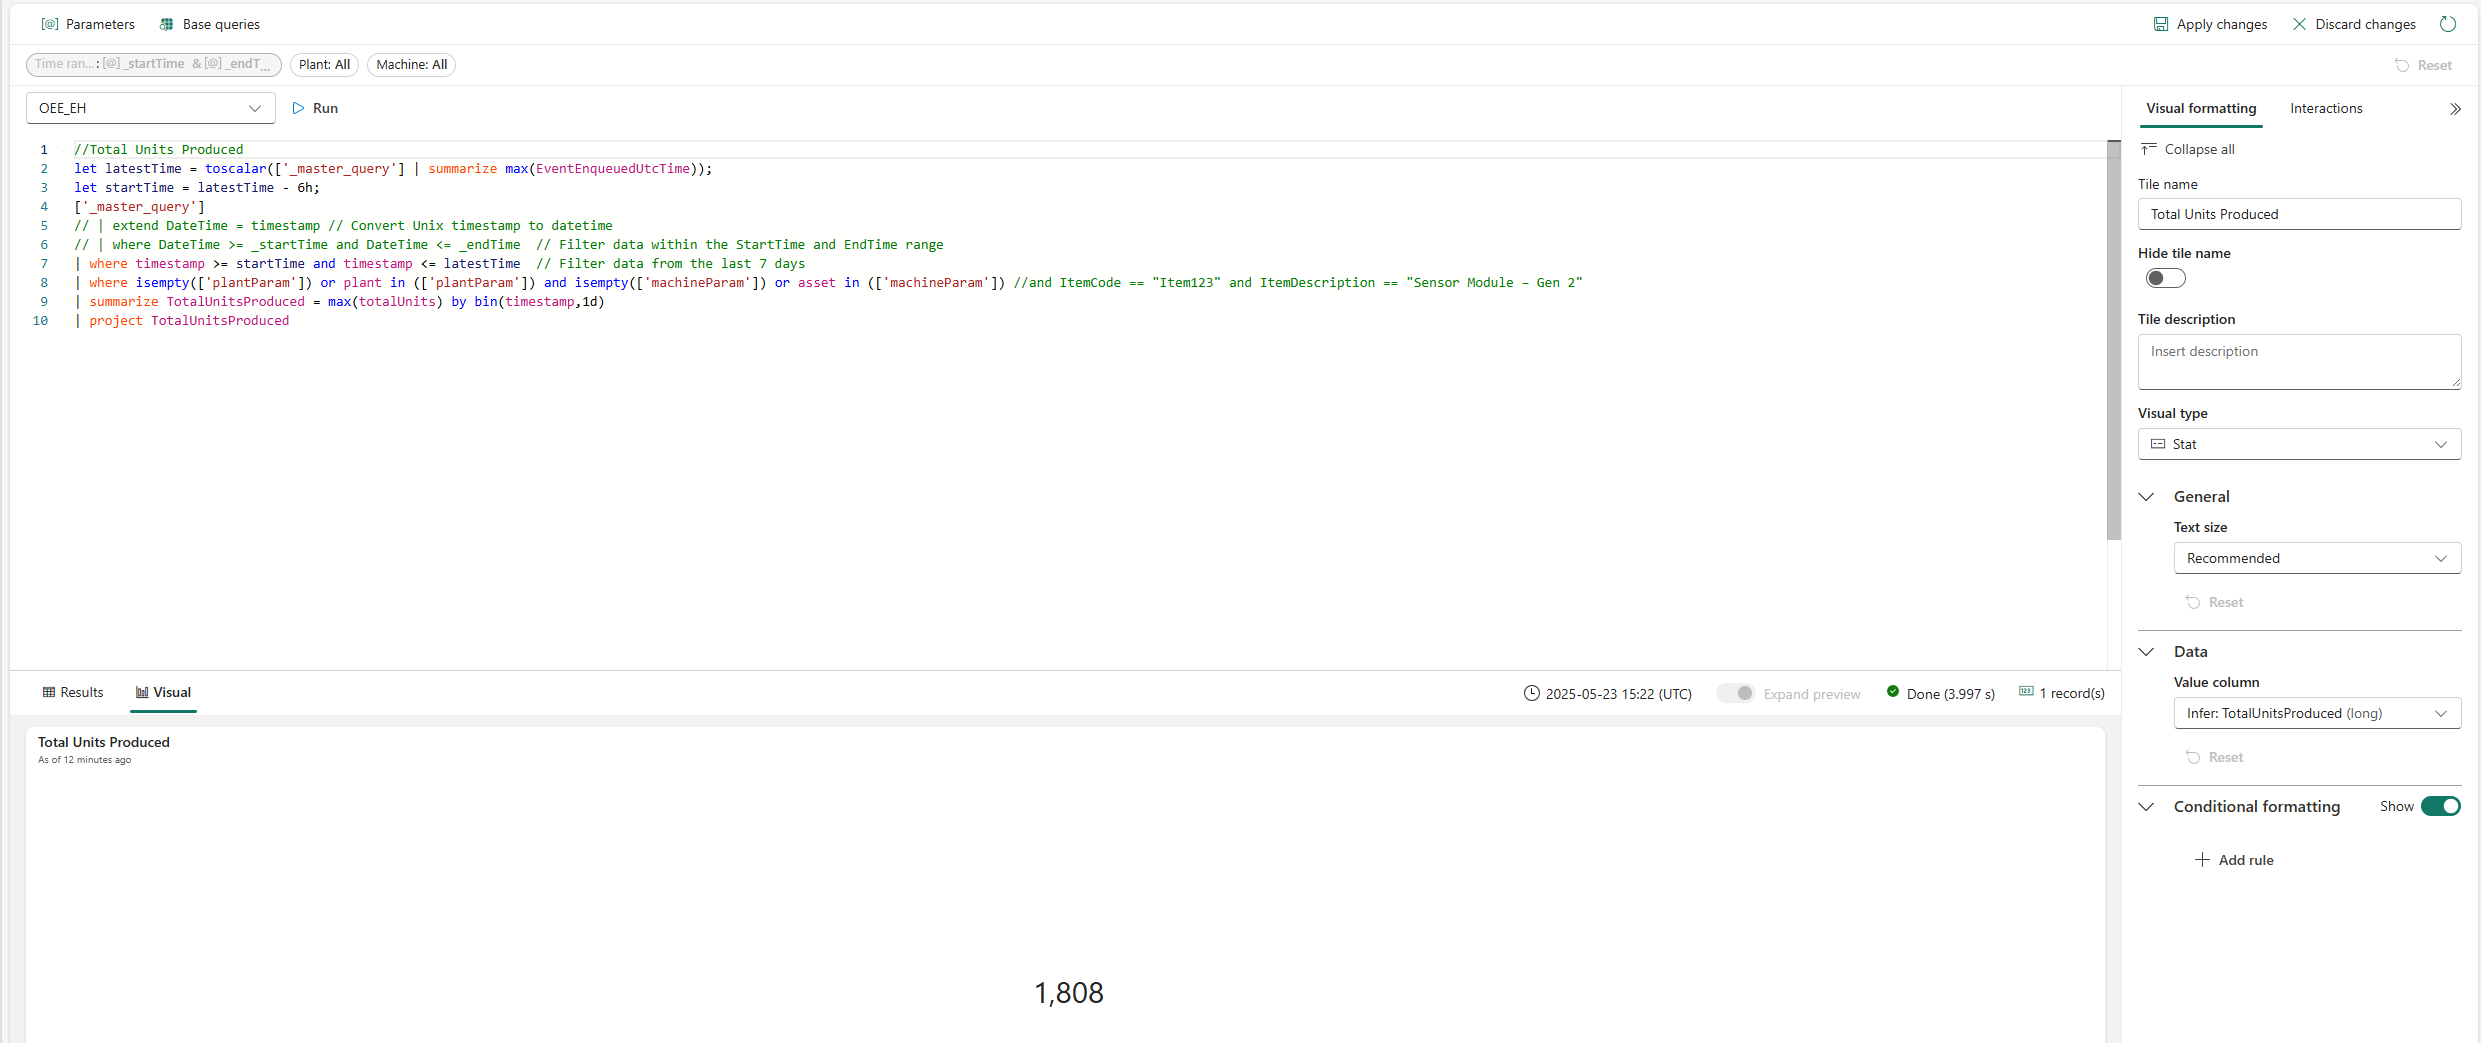 Parameters Base queries Apply changes Discard changes
Time ran...: [@] _startTime & [@] _endT... Plant: All Machine: All Reset
OEE_EH Run
Visual formatting Interactions
1 //Total Units Produced
2 let latestTime = toscalar(['_master_query'] | summarize max(EventEnqueuedUtcTime));
3 let startTime = latestTime - 6h;
4 ['_master_query']
5 // | extend DateTime = timestamp // Convert Unix timestamp to datetime
6 // | where DateTime >= _startTime and DateTime <= _endTime  // Filter data within the StartTime and EndTime range
7 | where timestamp >= startTime and timestamp <= latestTime  // Filter data from the last 7 days
8 | where isempty(['plantParam']) or plant in (['plantParam']) and isempty(['machineParam']) or asset in (['machineParam']) //and ItemCode == "Item123" and ItemDescription == "Sensor Module – Gen 2"
9 | summarize TotalUnitsProduced = max(totalUnits) by bin(timestamp,1d)
10 | project TotalUnitsProduced
Collapse all
Tile name
Total Units Produced
Hide tile name
Tile description
Insert description
Visual type
Stat
General
Text size
Recommended
Reset
Data
Value column
Infer: TotalUnitsProduced (long)
Reset
Conditional formatting Show
Add rule
Results Visual 2025-05-23 15:22 (UTC) Expand preview Done (3.997 s) 1 record(s)
Total Units Produced
As of 12 minutes ago
1,808